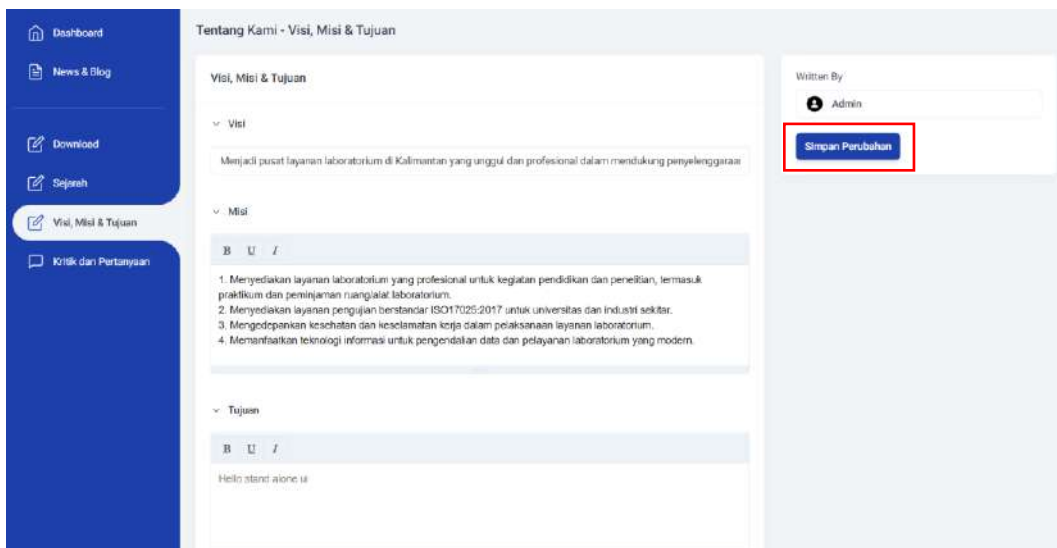 Dashboard
News & Blog
Download
Sejarah
Visi, Misi & Tujuan
Kritik dan Pertanyaan
Tentang Kami - Visi, Misi & Tujuan
Visi, Misi & Tujuan
Visi
Menjadi pusat layanan laboratorium di Kalimantan yang unggul dan profesional dalam mendukung penyelenggaraan
Misi
B U I
1. Menyediakan layanan laboratorium yang profesional untuk kegiatan pendidikan dan penelitian, termasuk
praktikum dan peminjaman ruang/alat laboratorium.
2. Menyediakan layanan pengujian berstandar ISO17025:2017 untuk universitas dan industri sekitar.
3. Mengedepankan kesehatan dan keselamatan kerja dalam pelaksanaan layanan laboratorium.
4. Memanfaatkan teknologi informasi untuk pengendalian data dan pelayanan laboratorium yang modern.
Tujuan
B U I
Hello stand alone ui
Written By
Admin
Simpan Perubahan